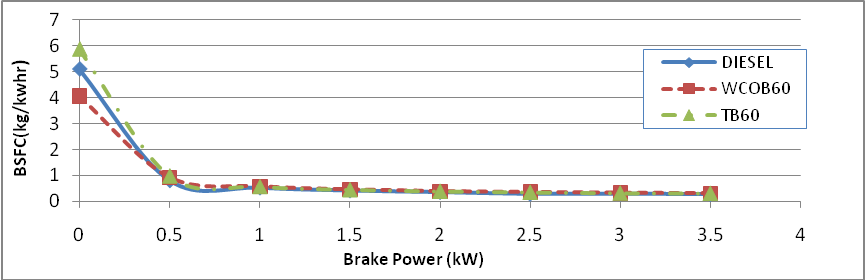 7
6
5
4
3
2
1
0
BSFC(kg/kwhr)
DIESEL
WCOB60
TB60
0 0.5 1 1.5 2 2.5 3 3.5 4
Brake Power (kW)